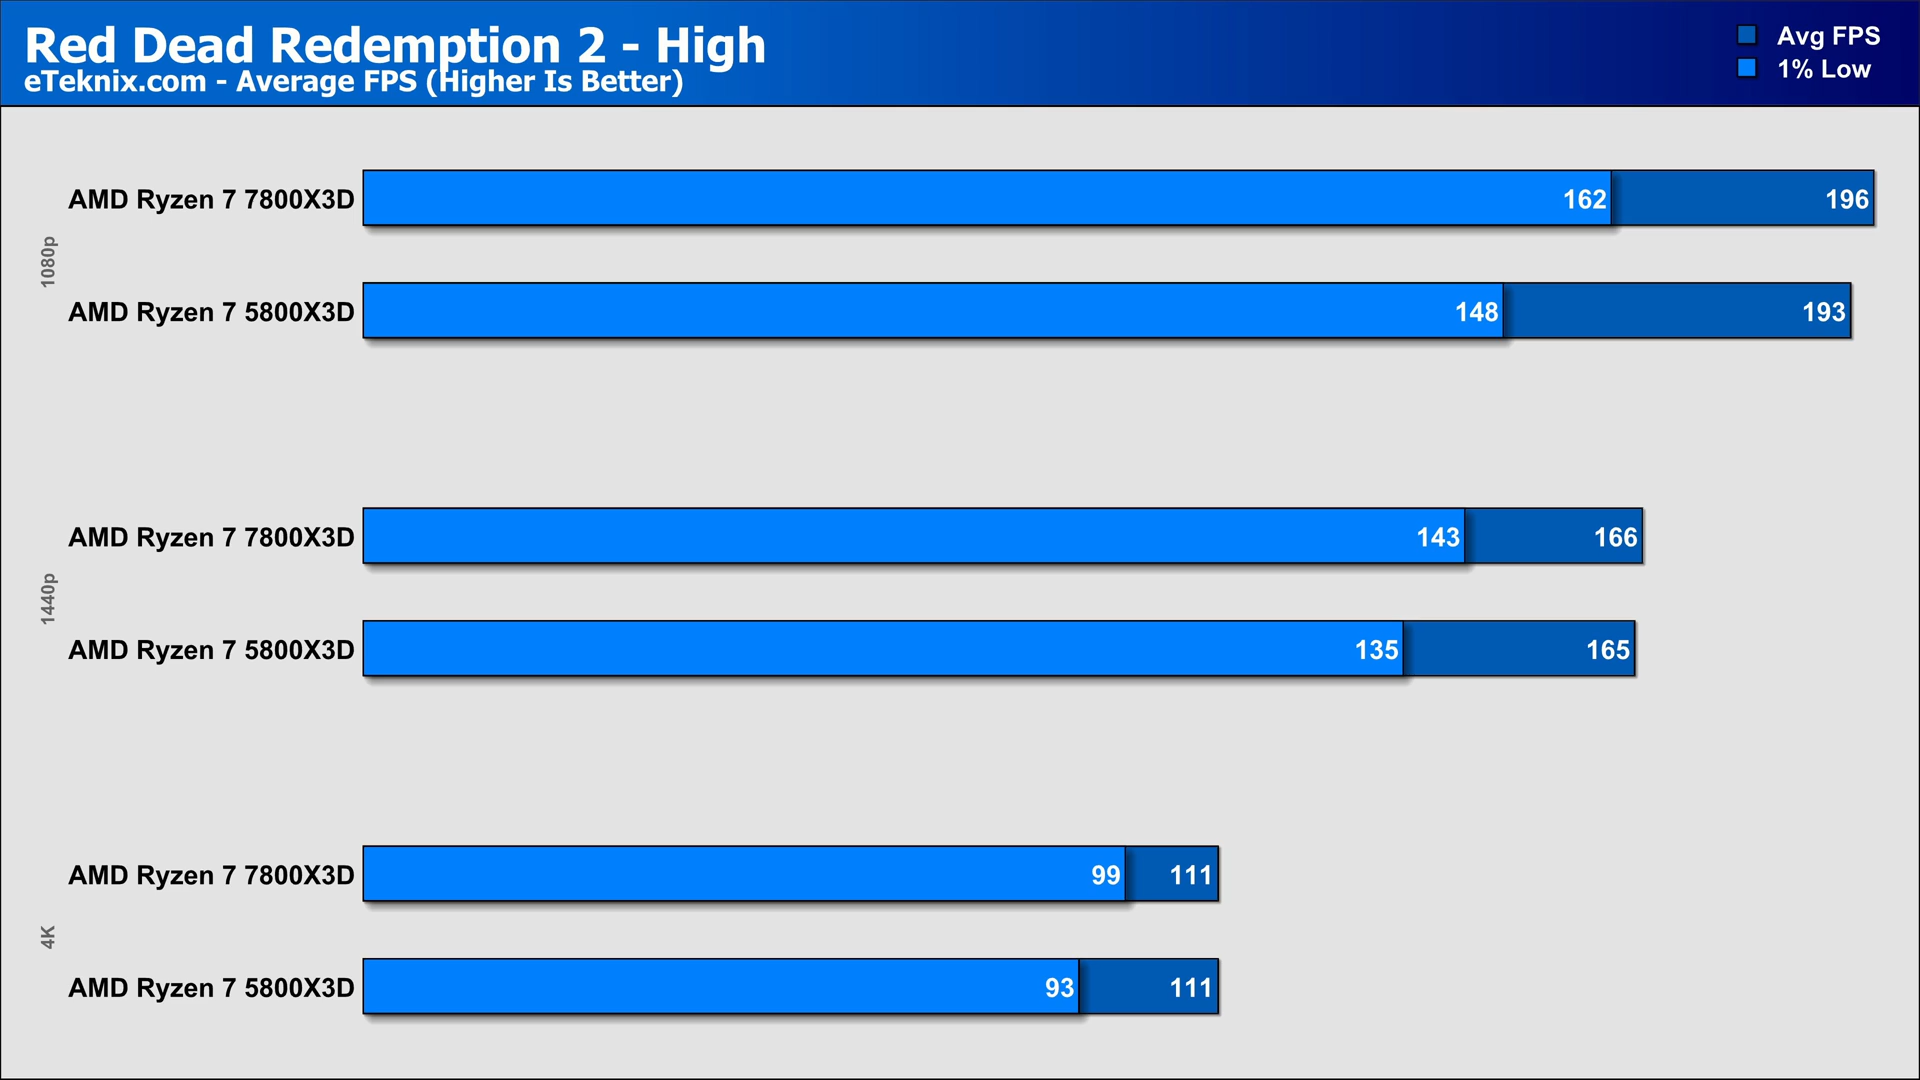 Red Dead Redemption 2 - High
eTeknix.com - Average FPS (Higher Is Better)
Avg FPS
1% Low
1080p
AMD Ryzen 7 7800X3D 162 196
AMD Ryzen 7 5800X3D 148 193
1440p
AMD Ryzen 7 7800X3D 143 166
AMD Ryzen 7 5800X3D 135 165
4K
AMD Ryzen 7 7800X3D 99 111
AMD Ryzen 7 5800X3D 93 111